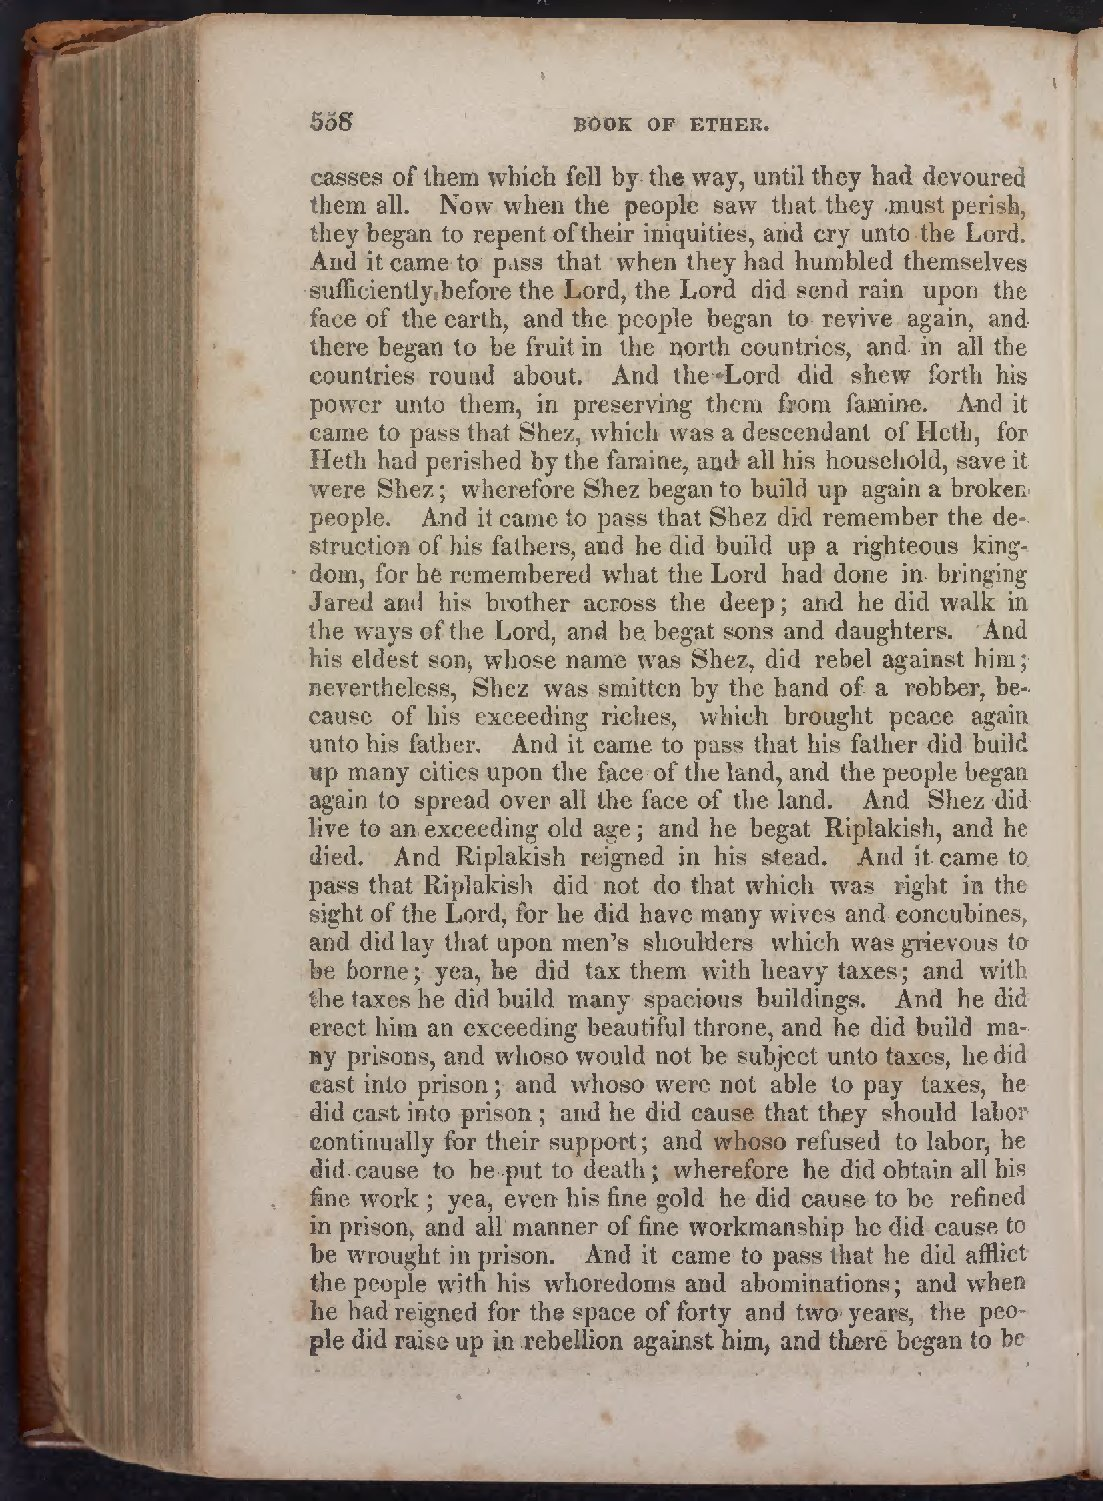 558 BOOK OF ETHER.
casses of them which fell by the way, until they had devoured
them all. Now when the people saw that they must perish,
they began to repent of their iniquities, and cry unto the Lord.
And it came to pass that when they had humbled themselves
sufficiently before the Lord, the Lord did send rain upon the
face of the earth, and the people began to revive again, and
there began to be fruit in the north countries, and in all the
countries round about. And the Lord did shew forth his
power unto them, in preserving them from famine. And it
came to pass that Shez, which was a descendant of Heth, for
Heth had perished by the famine, and all his household, save it
were Shez; wherefore Shez began to build up again a broken
people. And it came to pass that Shez did remember the de-
struction of his fathers, and he did build up a righteous king-
dom, for he remembered what the Lord had done in bringing
Jared and his brother across the deep; and he did walk in
the ways of the Lord, and he begat sons and daughters. And
his eldest son, whose name was Shez, did rebel against him;
nevertheless, Shez was smitten by the hand of a robber, be-
cause of his exceeding riches, which brought peace again
unto his father. And it came to pass that his father did build
up many cities upon the face of the land, and the people began
again to spread over all the face of the land. And Shez did
live to an exceeding old age; and he begat Riplakish, and he
died. And Riplakish reigned in his stead. And it came to
pass that Riplakish did not do that which was right in the
sight of the Lord, for he did have many wives and concubines,
and did lay that upon men's shoulders which was grievous to
be borne; yea, he did tax them with heavy taxes; and with
the taxes he did build many spacious buildings. And he did
erect him an exceeding beautiful throne, and he did build ma-
ny prisons, and whoso would not be subject unto taxes, he did
cast into prison; and whoso were not able to pay taxes, he
did cast into prison; and he did cause that they should labor
continually for their support; and whoso refused to labor, he
did cause to be put to death; wherefore he did obtain all his
fine work; yea, even his fine gold he did cause to be refined
in prison, and all manner of fine workmanship he did cause to
be wrought in prison. And it came to pass that he did afflict
the people with his whoredoms and abominations; and when
he had reigned for the space of forty and two years, the peo-
ple did raise up in rebellion against him, and there began to be